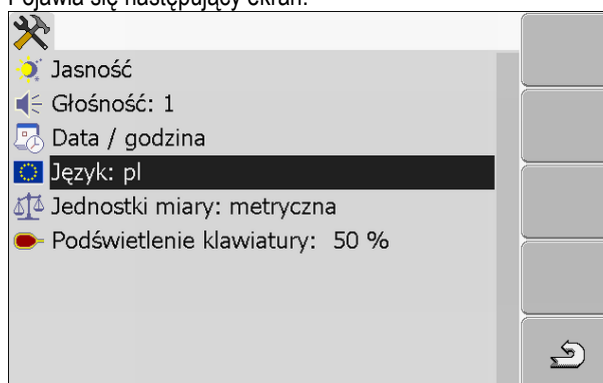 Pojawia się następujący ekran:
Jasność
Głośność: 1
Data / godzina
Język: pl
Jednostki miary: metryczna
Podświetlenie klawiatury: 50 %